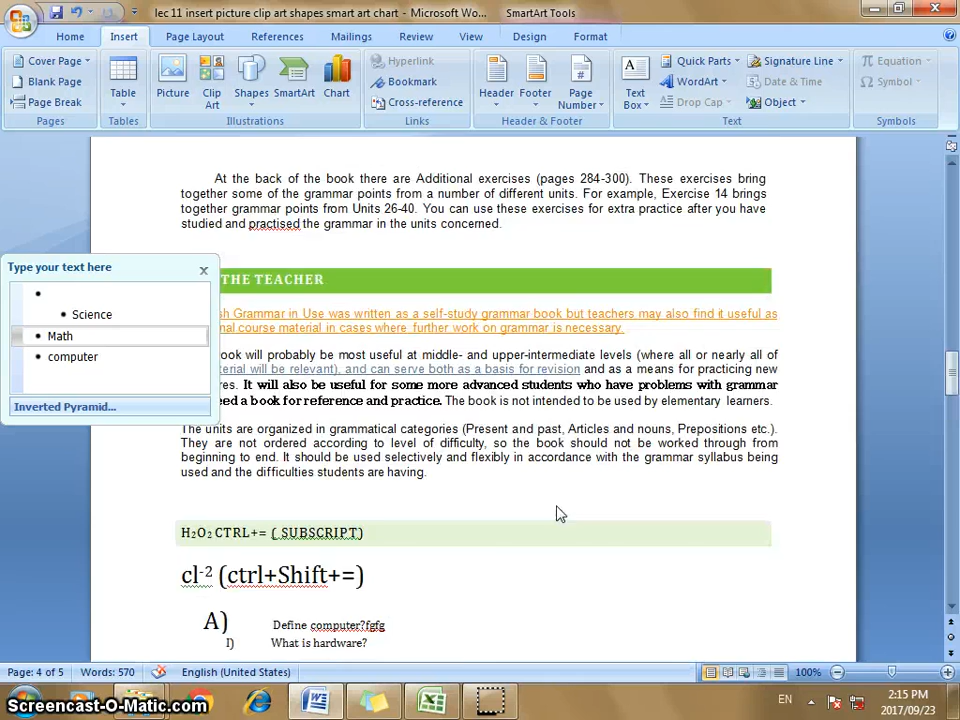 lec 11 insert picture clip art shapes smart art chart - Microsoft Wo...
SmartArt Tools
Home Insert Page Layout References Mailings Review View Design Format
Cover Page
Blank Page
Page Break
Pages
Table
Tables
Picture
Clip Art
Shapes
SmartArt
Chart
Illustrations
Hyperlink
Bookmark
Cross-reference
Links
Header
Footer
Page Number
Header & Footer
Text Box
Quick Parts
WordArt
Drop Cap
Signature Line
Date & Time
Object
Text
Equation
Symbol
Symbols
At the back of the book there are Additional exercises (pages 284-300). These exercises bring
together some of the grammar points from a number of different units. For example, Exercise 14 brings
together grammar points from Units 26-40. You can use these exercises for extra practice after you have
studied and practised the grammar in the units concerned.
THE TEACHER
Grammar in Use was written as a self-study grammar book but teachers may also find it useful as
course material in cases where further work on grammar is necessary.
book will probably be most useful at middle- and upper-intermediate levels (where all or nearly all of
will be relevant), and can serve both as a basis for revision and as a means for practicing new
It will also be useful for some more advanced students who have problems with grammar
a book for reference and practice. The book is not intended to be used by elementary learners.
The units are organized in grammatical categories (Present and past, Articles and nouns, Prepositions etc.).
They are not ordered according to level of difficulty, so the book should not be worked through from
beginning to end. It should be used selectively and flexibly in accordance with the grammar syllabus being
used and the difficulties students are having.
H₂O₂ CTRL+= ( SUBSCRIPT)
cl⁻² (ctrl+Shift+=)
A) Define computer?fgfg
I) What is hardware?
Type your text here
Science
Math
computer
Inverted Pyramid...
Page: 4 of 5 Words: 570 English (United States) 100%
EN
2:15 PM
2017/09/23
Screencast-O-Matic.com